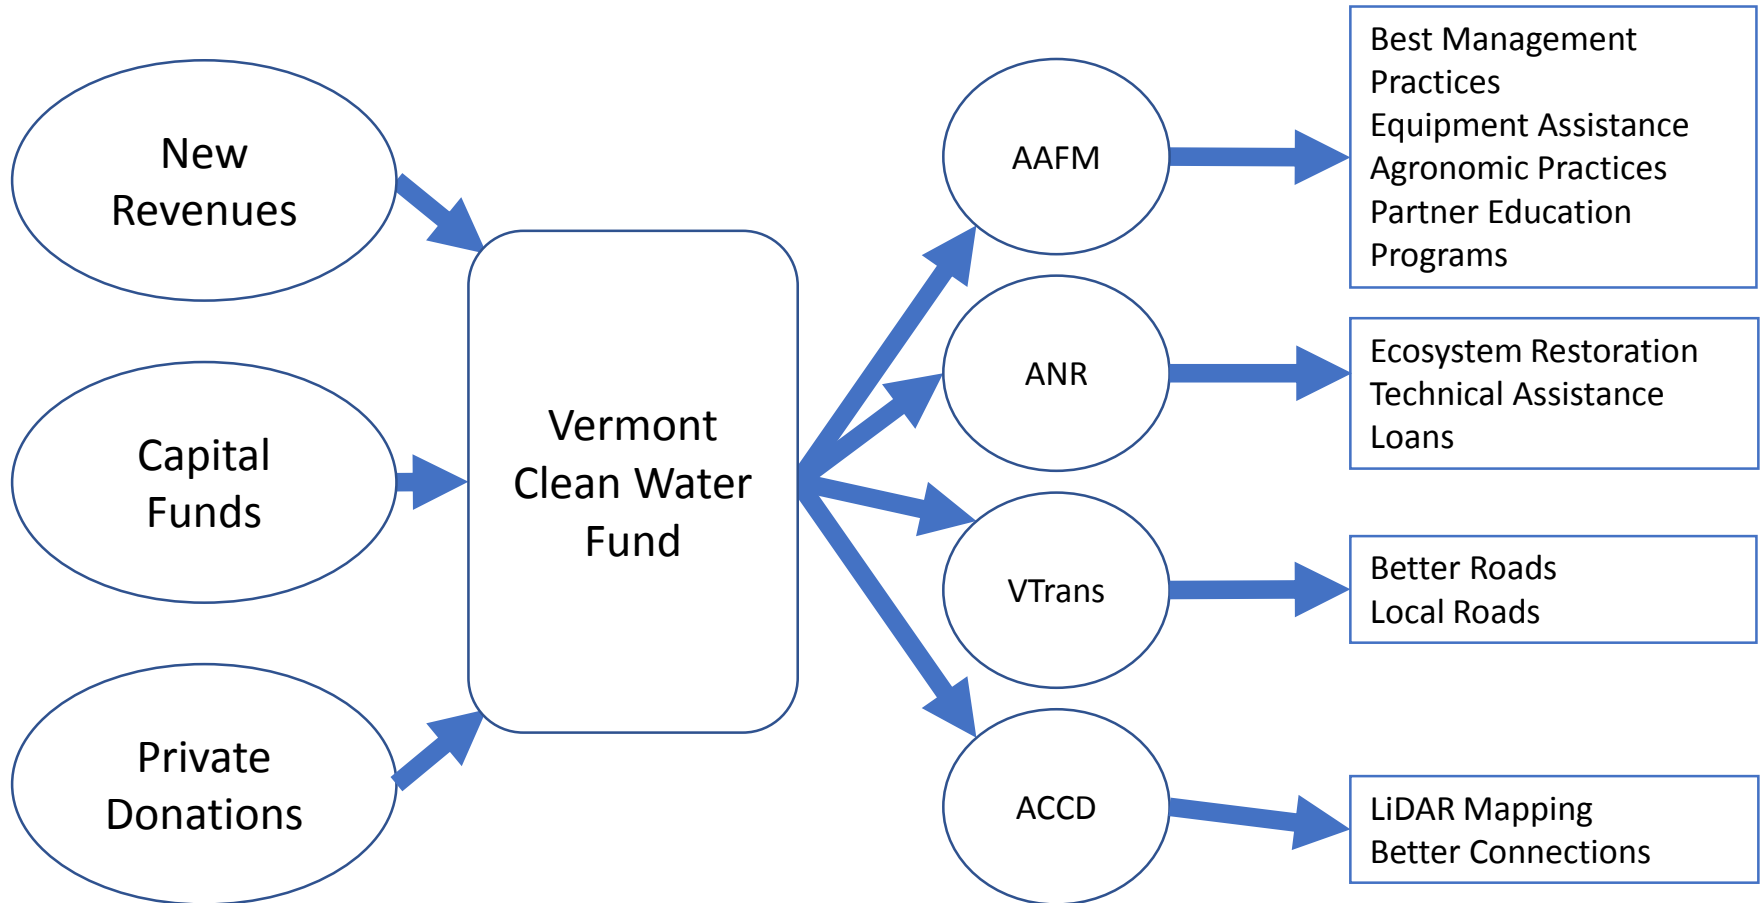 New
Revenues
Capital
Funds
Private
Donations
Vermont
Clean Water
Fund
AAFM
ANR
VTrans
ACCD
Best Management
Practices
Equipment Assistance
Agronomic Practices
Partner Education
Programs
Ecosystem Restoration
Technical Assistance
Loans
Better Roads
Local Roads
LiDAR Mapping
Better Connections